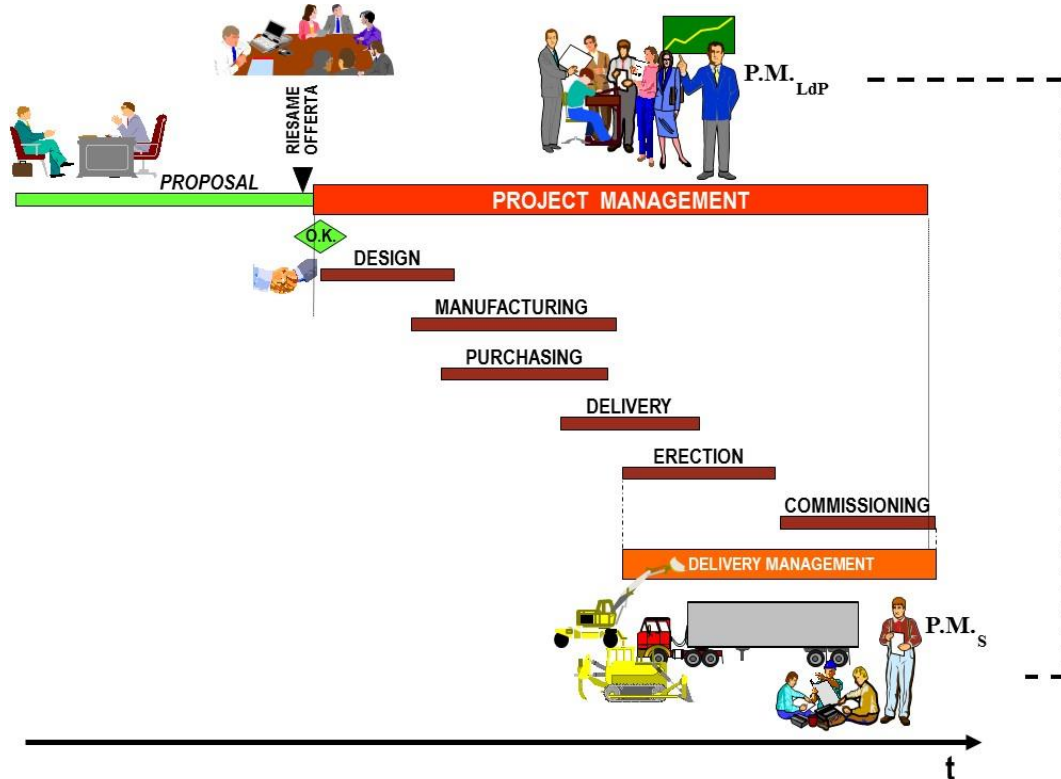 P.M. LdP
RIESAME
OFFERTA
PROPOSAL
PROJECT MANAGEMENT
O.K.
DESIGN
MANUFACTURING
PURCHASING
DELIVERY
ERECTION
COMMISSIONING
DELIVERY MANAGEMENT
P.M. s
t